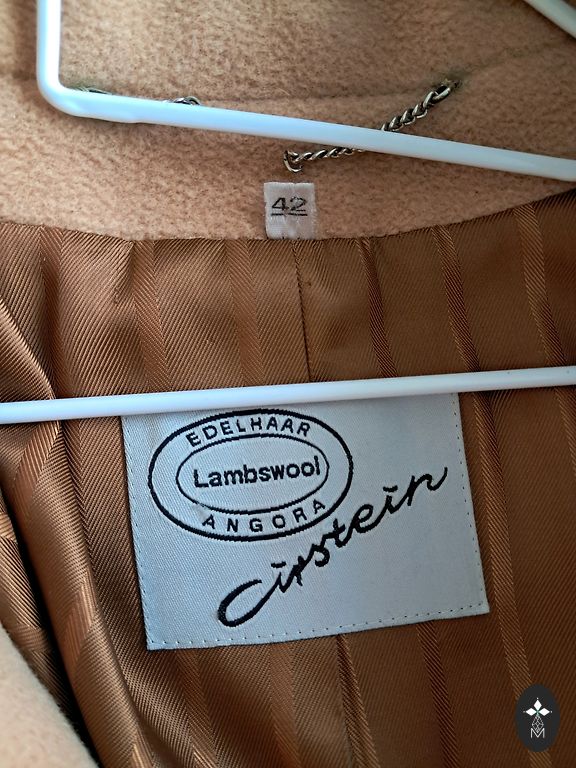 42
EDELHAAR
Lambswool
ANGORA
Cirstein